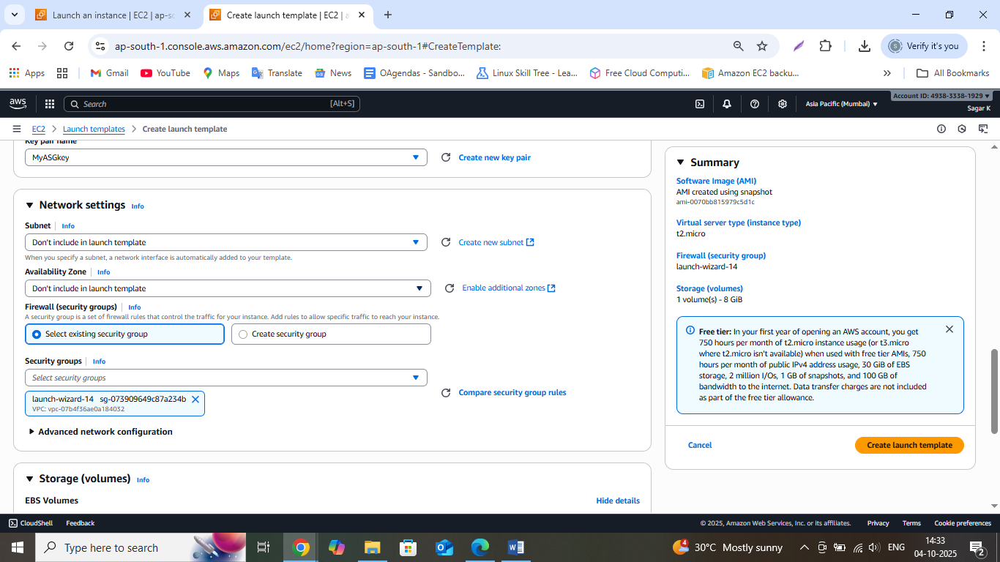 Launch an instance | EC2 | ap-sc
Create launch template | EC2 | a
ap-south-1.console.aws.amazon.com/ec2/home?region=ap-south-1#CreateTemplate:
S
Verify it's you
Apps
Gmail
YouTube
Maps
Translate
News
OAgendas - Sandbo...
Linux Skill Tree - Lea...
Free Cloud Computi...
Amazon EC2 backu...
All Bookmarks
aws
Search
[Alt+S]
Asia Pacific (Mumbai)
Account ID: 4938-3338-1929
Sagar K
EC2 > Launch templates > Create launch template
Key pair name
MyASGkey
Create new key pair
Network settings Info
Subnet | Info
Don't include in launch template
Create new subnet
When you specify a subnet, a network interface is automatically added to your template.
Availability Zone | Info
Don't include in launch template
Enable additional zones
Firewall (security groups) | Info
A security group is a set of firewall rules that control the traffic for your instance. Add rules to allow specific traffic to reach your instance.
Select existing security group
Create security group
Security groups | Info
Select security groups
launch-wizard-14 sg-073909649c87a234b
VPC: vpc-07b4f36ae0a184032
Compare security group rules
Advanced network configuration
Storage (volumes) Info
EBS Volumes
Hide details
Summary
Software Image (AMI)
AMI created using snapshot
ami-0070bb815979c5d1c
Virtual server type (instance type)
t2.micro
Firewall (security group)
launch-wizard-14
Storage (volumes)
1 volume(s) - 8 GiB
Free tier: In your first year of opening an AWS account, you get
750 hours per month of t2.micro instance usage (or t3.micro
where t2.micro isn't available) when used with free tier AMIs, 750
hours per month of public IPv4 address usage, 30 GiB of EBS
storage, 2 million I/Os, 1 GB of snapshots, and 100 GB of
bandwidth to the internet. Data transfer charges are not included
as part of the free tier allowance.
Cancel
Create launch template
CloudShell
Feedback
© 2025, Amazon Web Services, Inc. or its affiliates.
Privacy
Terms
Cookie preferences
Type here to search
30°C Mostly sunny
ENG
14:33
04-10-2025
2